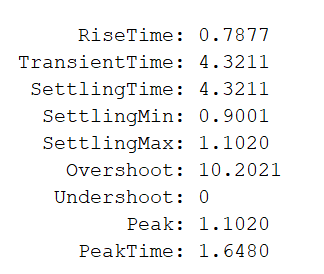 RiseTime: 0.7877
TransientTime: 4.3211
SettlingTime: 4.3211
SettlingMin: 0.9001
SettlingMax: 1.1020
Overshoot: 10.2021
Undershoot: 0
Peak: 1.1020
PeakTime: 1.6480